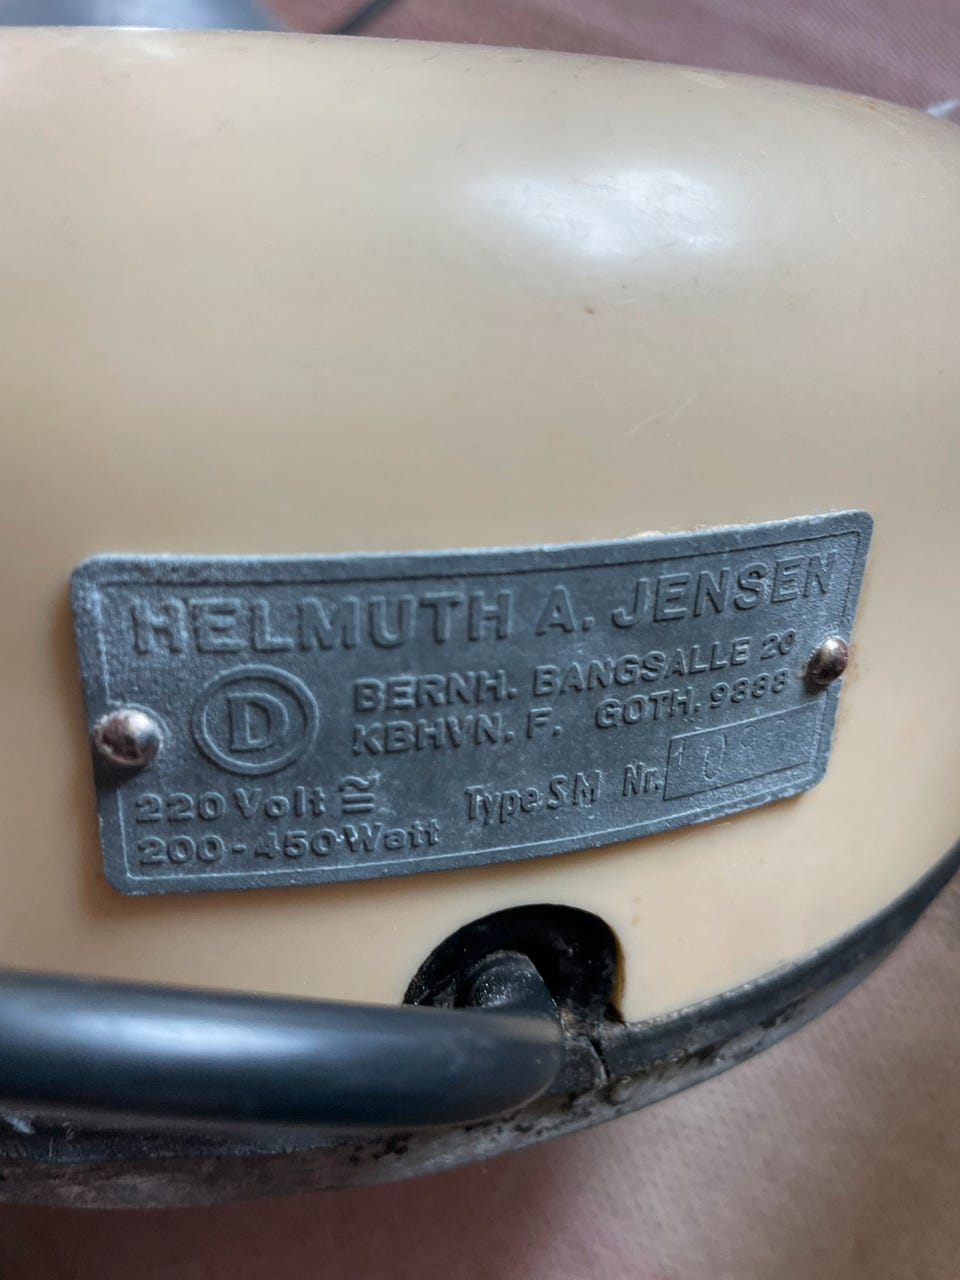 HELMUTH A. JENSEN
D
BERNH. BANGSALLE 20
KBHVN. F. GOTH. 9888
220 Volt ≅
200-450 Watt
Type SM Nr.